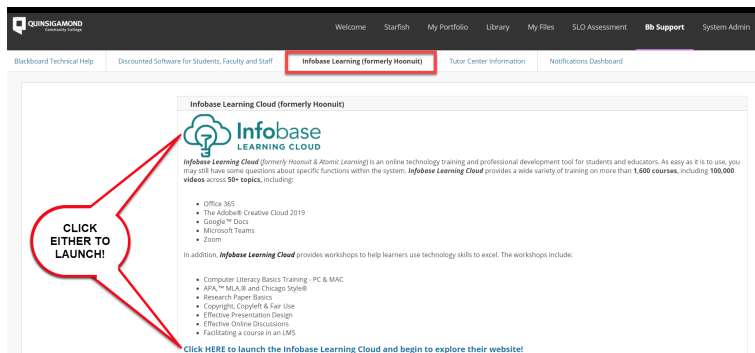 QUINSIGAMOND
Community College
Welcome Starfish My Portfolio Library My Files SLO Assessment Bb Support System Admin
Blackboard Technical Help Discounted Software for Students, Faculty and Staff Infobase Learning (formerly Hoonuit) Tutor Center Information Notifications Dashboard
Infobase Learning Cloud (formerly Hoonuit)
Infobase
LEARNING CLOUD
Infobase Learning Cloud (formerly Hoonuit & Atomic Learning) is an online technology training and professional development tool for students and educators. As easy as it is to use, you
may still have some questions about specific functions within the system. Infobase Learning Cloud provides a wide variety of training on more than 1,600 courses, including 100,000
videos across 50+ topics, including:
• Office 365
• The Adobe® Creative Cloud 2019
• Google™ Docs
• Microsoft Teams
• Zoom
CLICK
EITHER TO
LAUNCH!
In addition, Infobase Learning Cloud provides workshops to help learners use technology skills to excel. The workshops include:
• Computer Literacy Basics Training - PC & MAC
• APA,™ MLA,® and Chicago Style®
• Research Paper Basics
• Copyright, Copyleft & Fair Use
• Effective Presentation Design
• Effective Online Discussions
• Facilitating a course in an LMS
Click HERE to launch the Infobase Learning Cloud and begin to explore their website!